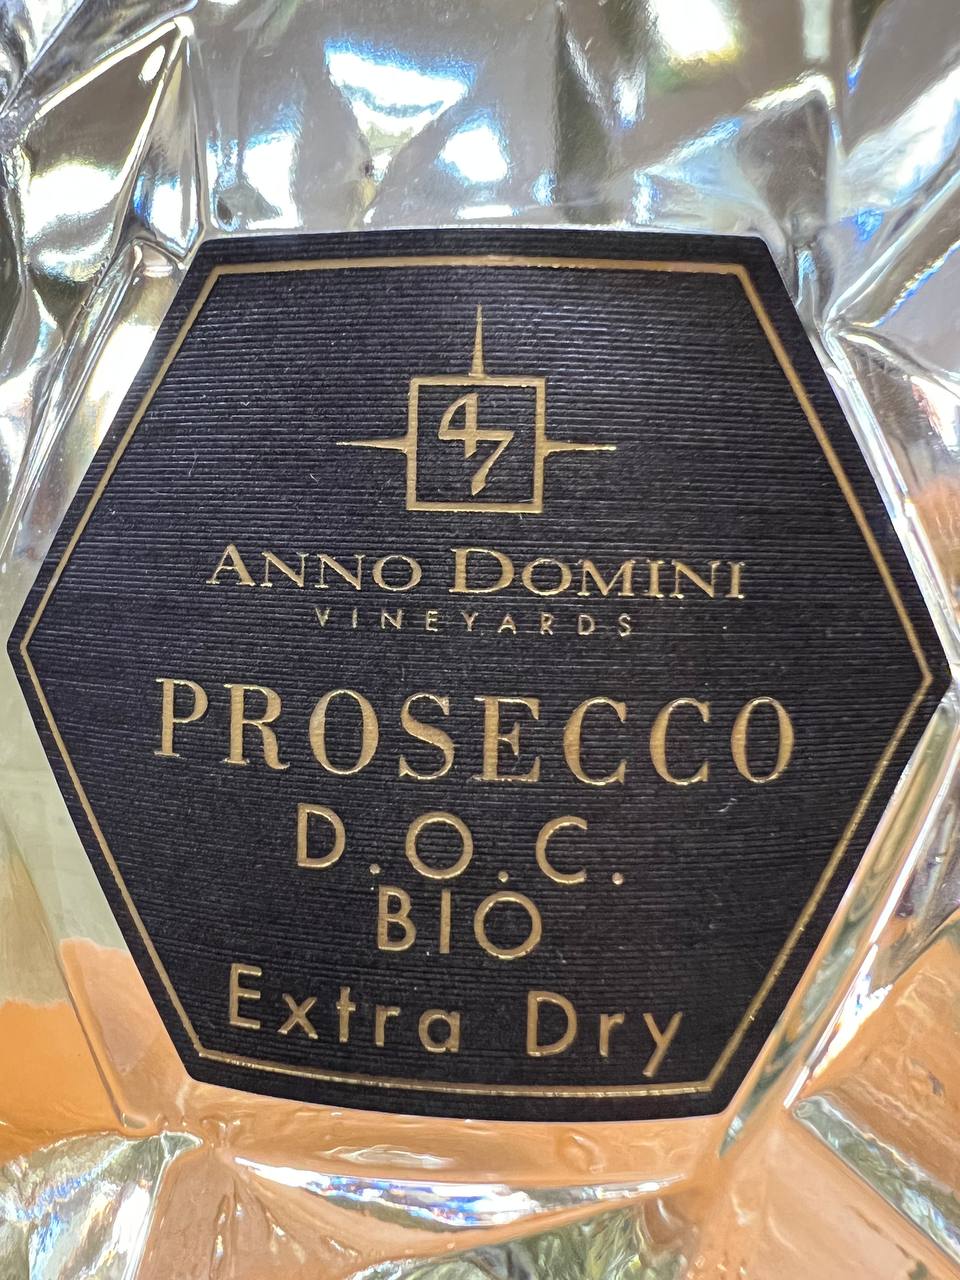 47
ANNO DOMINI
VINEYARDS
PROSECCO
D.O.C.
BIO
Extra Dry